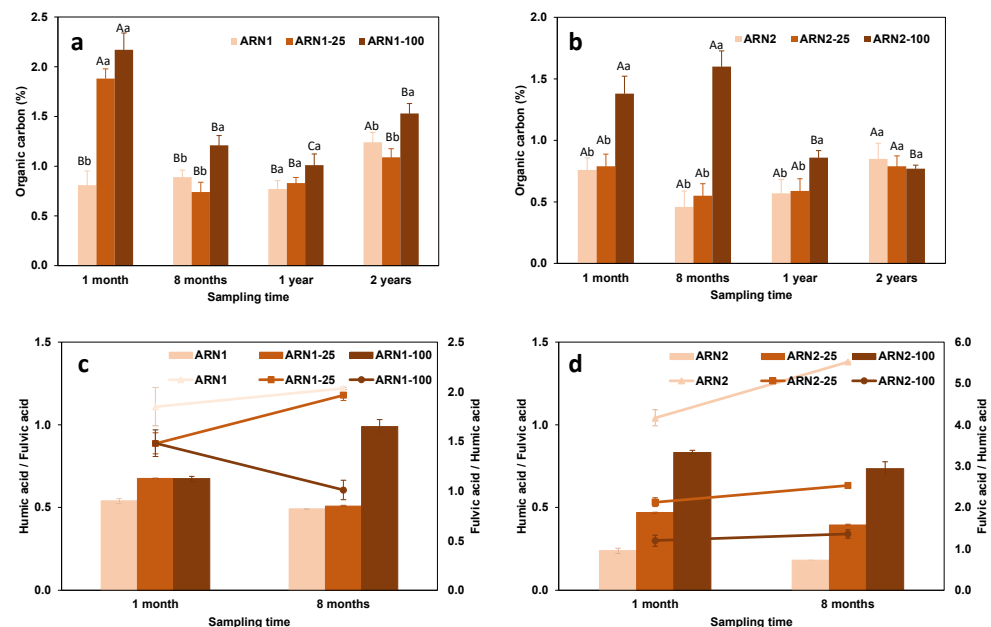 a
ARN1 ARN1-25 ARN1-100
Organic carbon (%)
2.5
2.0
1.5
1.0
0.5
0.0
Bb Aa Aa
Bb Bb Ba
Ba Ba Ca
Ab Bb Ba
1 month 8 months 1 year 2 years
Sampling time
b
ARN2 ARN2-25 ARN2-100
Organic carbon (%)
2.0
1.5
1.0
0.5
0.0
Ab Ab Aa
Ab Ab Aa
Ab Ab Ba
Aa Aa Ba
1 month 8 months 1 year 2 years
Sampling time
c
ARN1 ARN1-25 ARN1-100
ARN1 ARN1-25 ARN1-100
Humic acid / Fulvic acid
1.5
1.0
0.5
0.0
2.5
2.0
1.5
1.0
0.5
0.0
Fulvic acid / Humic acid
1 month 8 months
Sampling time
d
ARN2 ARN2-25 ARN2-100
ARN2 ARN2-25 ARN2-100
Humic acid / Fulvic acid
1.5
1.0
0.5
0.0
6.0
5.0
4.0
3.0
2.0
1.0
0.0
Fulvic acid / Humic acid
1 month 8 months
Sampling time